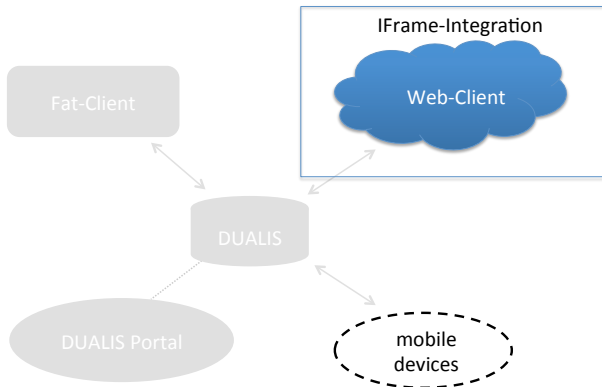 IFrame-Integration
Fat-Client
Web-Client
DUALIS
DUALIS Portal
mobile
devices